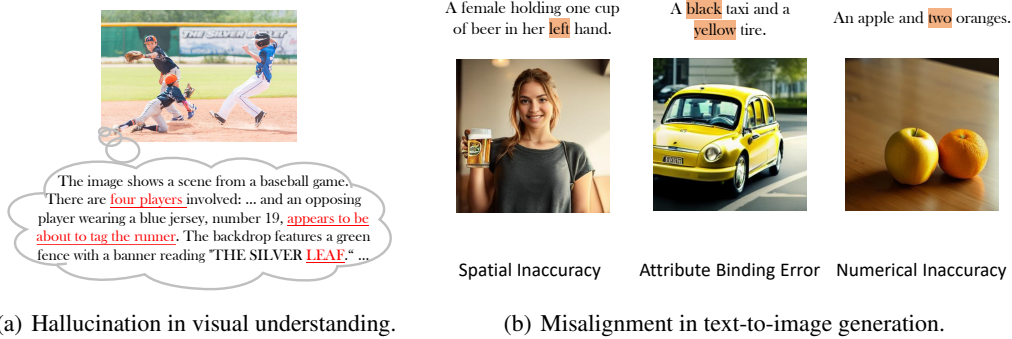 THE SILVER BULLET
The image shows a scene from a baseball game.
There are four players involved: ... and an opposing
player wearing a blue jersey, number 19, appears to be
about to tag the runner. The backdrop features a green
fence with a banner reading "THE SILVER LEAF.“ ...
(a) Hallucination in visual understanding.
A female holding one cup
of beer in her left hand.
A black taxi and a
yellow tire.
An apple and two oranges.
Spatial Inaccuracy
Attribute Binding Error
Numerical Inaccuracy
(b) Misalignment in text-to-image generation.